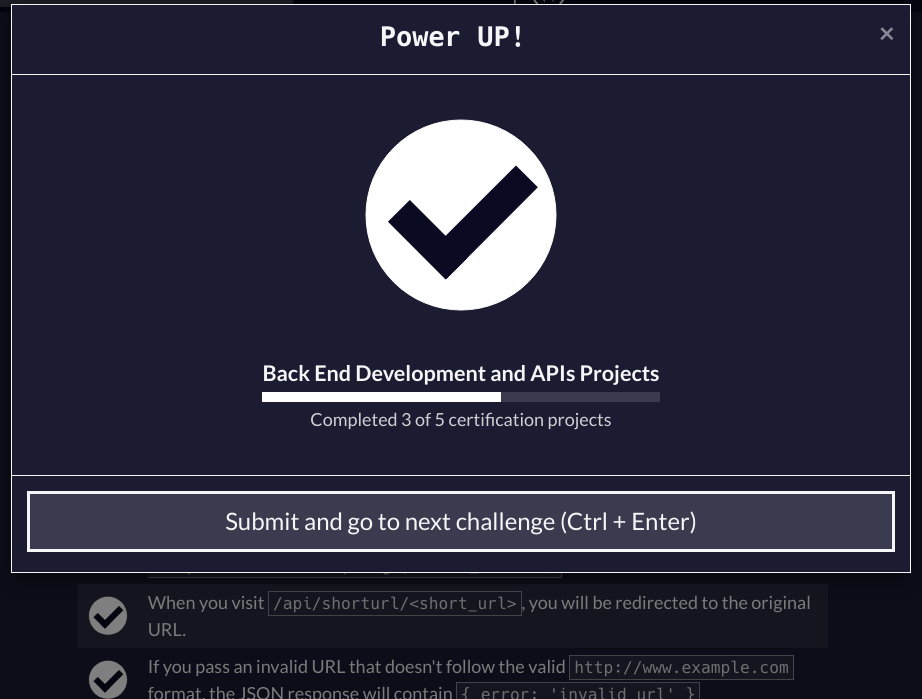 Power UP!
×
Back End Development and APIs Projects
Completed 3 of 5 certification projects
Submit and go to next challenge (Ctrl + Enter)
When you visit /api/shorturl/<short_url>, you will be redirected to the original
URL.
If you pass an invalid URL that doesn't follow the valid http://www.example.com
format, the JSON response will contain { error: 'invalid url' }